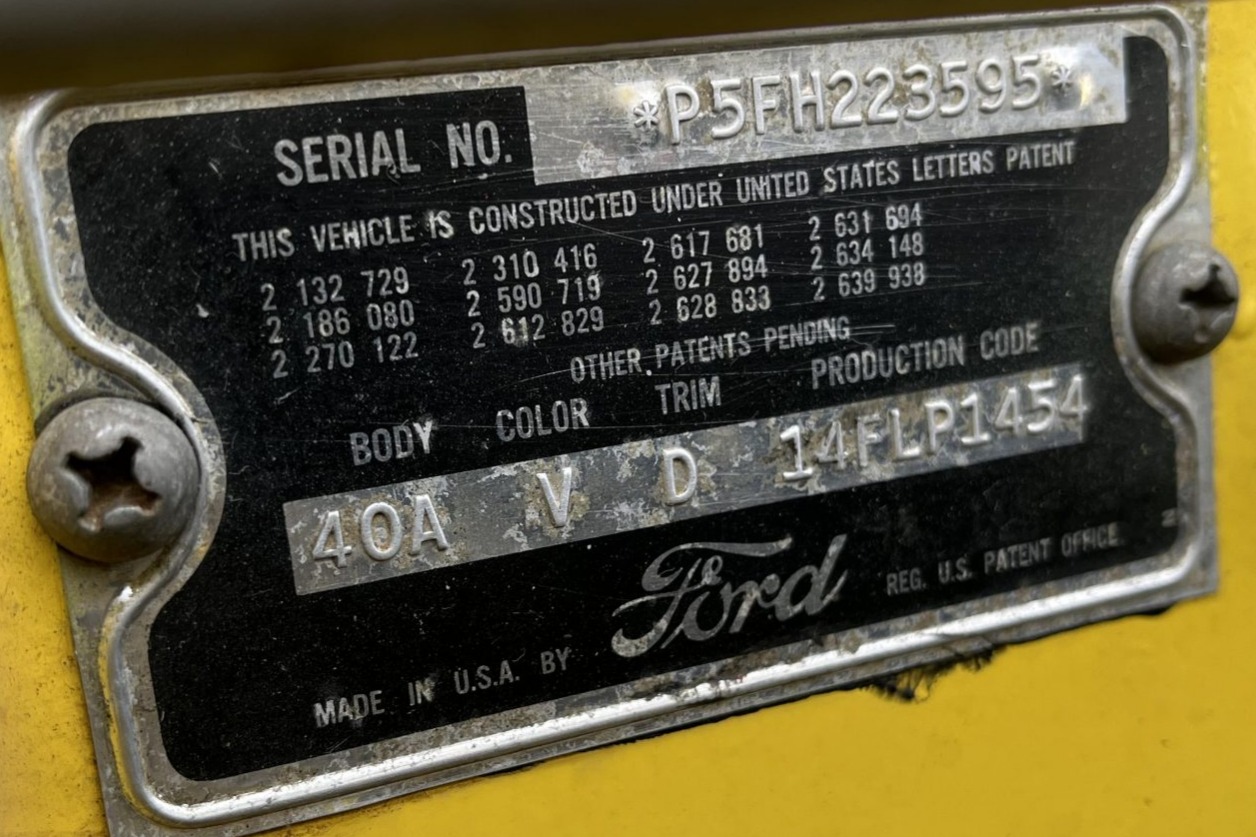 SERIAL NO. *P5FH223595*
THIS VEHICLE IS CONSTRUCTED UNDER UNITED STATES LETTERS PATENT
2 132 729 2 310 416 2 617 681 2 631 694
2 186 080 2 590 719 2 627 894 2 634 148
2 270 122 2 612 829 2 628 833 2 639 938
OTHER PATENTS PENDING
BODY COLOR TRIM PRODUCTION CODE
40A V D 14FLP1454
MADE IN U.S.A. BY Ford REG. U.S. PATENT OFFICE